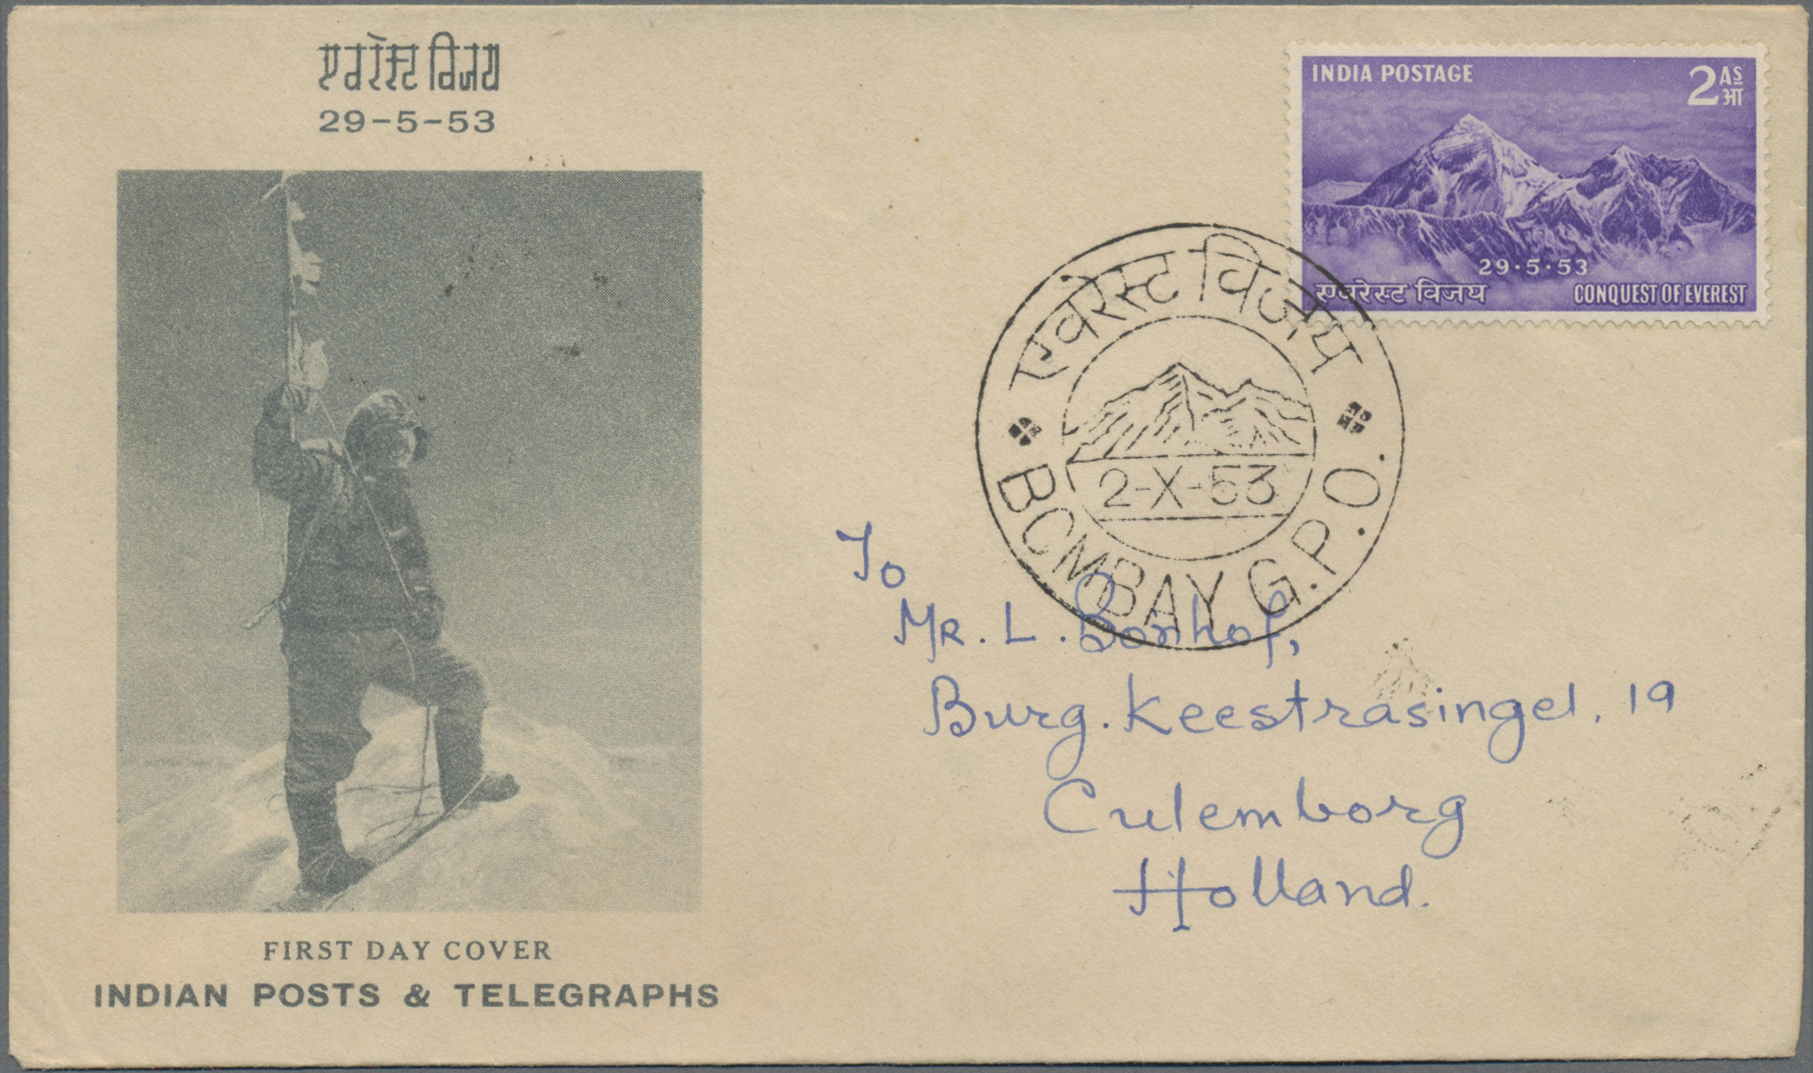 एवरेस्ट विजय
29-5-53
INDIA POSTAGE
2 AS आ
29·5·53
एवरेस्ट विजय
CONQUEST OF EVEREST
एवरेस्ट विजय
2-X-53
BOMBAY G.P.O.
To
Mr. L. Bonhof,
Burg. Keestrasingel. 19
Culemborg
Holland.
FIRST DAY COVER
INDIAN POSTS & TELEGRAPHS